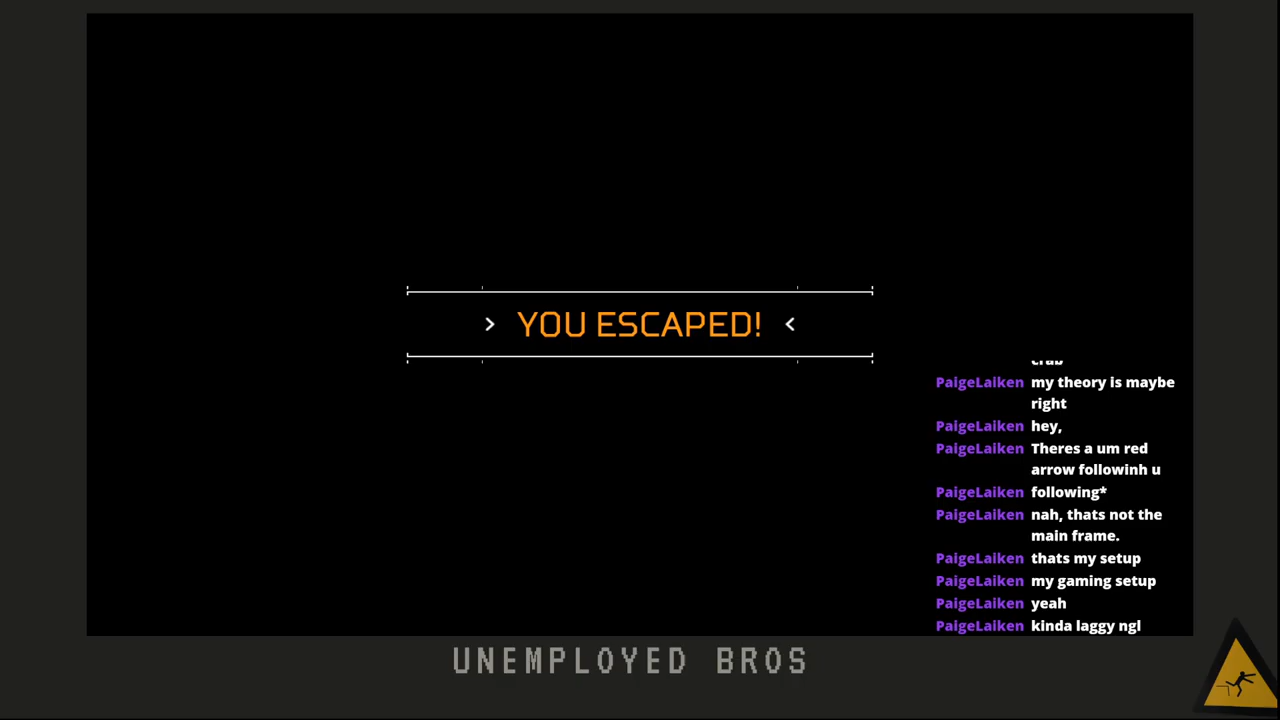 > YOU ESCAPED! <
crab
PaigeLaiken my theory is maybe
right
PaigeLaiken hey,
PaigeLaiken Theres a um red
arrow followinh u
PaigeLaiken following*
PaigeLaiken nah, thats not the
main frame.
PaigeLaiken thats my setup
PaigeLaiken my gaming setup
PaigeLaiken yeah
PaigeLaiken kinda laggy ngl
UNEMPLOYED BROS